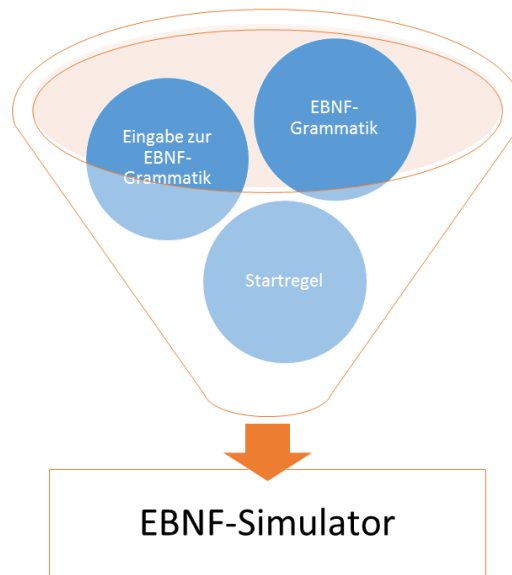 Eingabe zur
EBNF-
Grammatik
EBNF-
Grammatik
Startregel
EBNF-Simulator